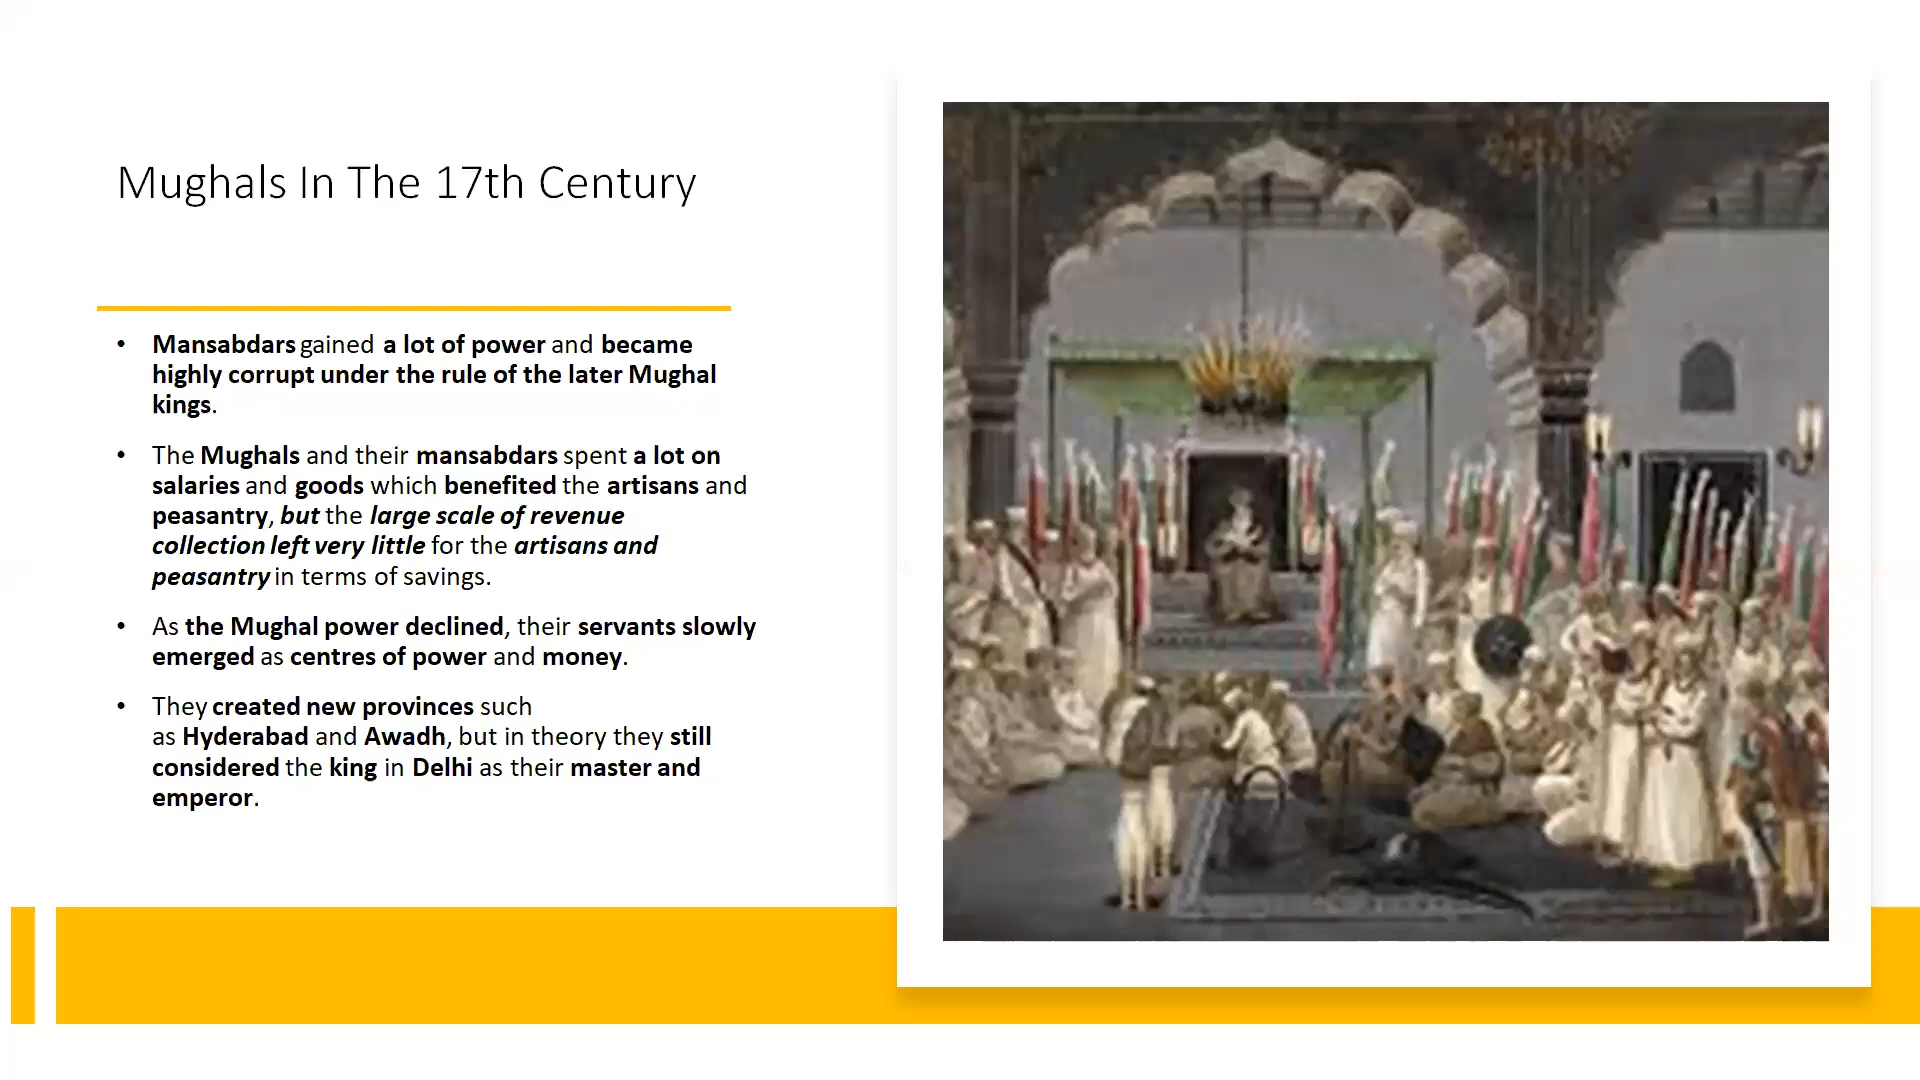 Mughals In The 17th Century
• Mansabdars gained a lot of power and became
highly corrupt under the rule of the later Mughal
kings.
• The Mughals and their mansabdars spent a lot on
salaries and goods which benefited the artisans and
peasantry, but the large scale of revenue
collection left very little for the artisans and
peasantry in terms of savings.
• As the Mughal power declined, their servants slowly
emerged as centres of power and money.
• They created new provinces such
as Hyderabad and Awadh, but in theory they still
considered the king in Delhi as their master and
emperor.